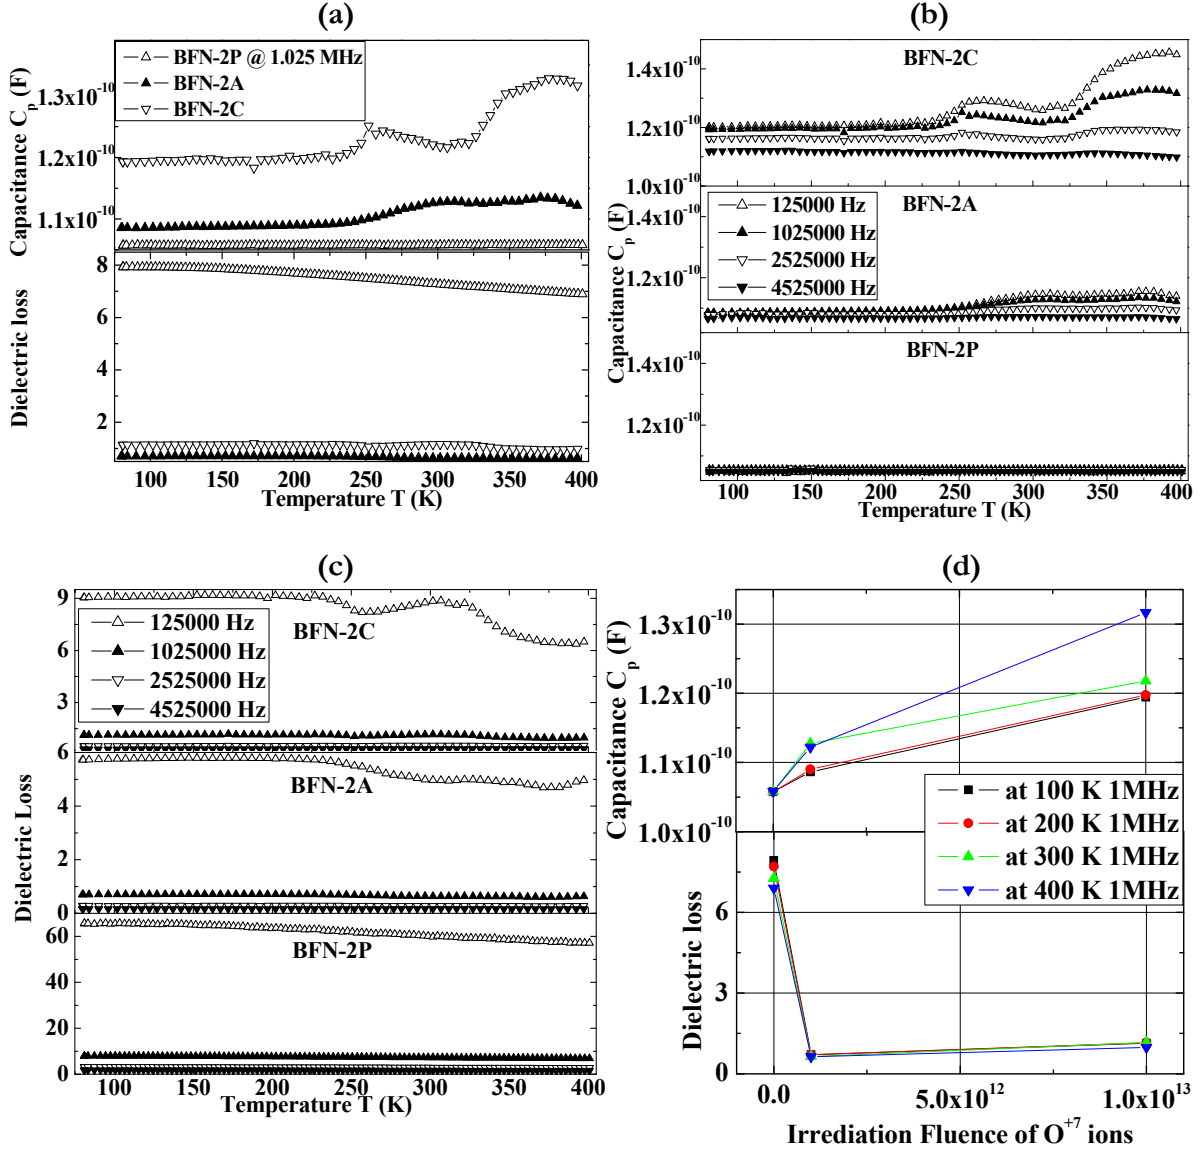 (a)
BFN-2P @ 1.025 MHz
BFN-2A
BFN-2C
Capacitance C_p (F)
1.3x10^-10
1.2x10^-10
1.1x10^-10
Dielectric loss
8
6
4
2
100 150 200 250 300 350 400
Temperature T (K)
(b)
BFN-2C
1.4x10^-10
1.2x10^-10
1.0x10^-10
BFN-2A
125000 Hz
1025000 Hz
2525000 Hz
4525000 Hz
1.4x10^-10
1.2x10^-10
Capacitance C_p (F)
BFN-2P
1.4x10^-10
1.2x10^-10
100 150 200 250 300 350 400
Temperature T (K)
(c)
9
6
3
125000 Hz
1025000 Hz
2525000 Hz
4525000 Hz
BFN-2C
6
4
2
0
BFN-2A
Dielectric Loss
60
40
20
0
BFN-2P
100 150 200 250 300 350 400
Temperature T (K)
(d)
Capacitance C_p (F)
1.3x10^-10
1.2x10^-10
1.1x10^-10
1.0x10^-10
at 100 K 1MHz
at 200 K 1MHz
at 300 K 1MHz
at 400 K 1MHz
Dielectric loss
6
3
0
0.0 5.0x10^12 1.0x10^13
Irrediation Fluence of O^+7 ions